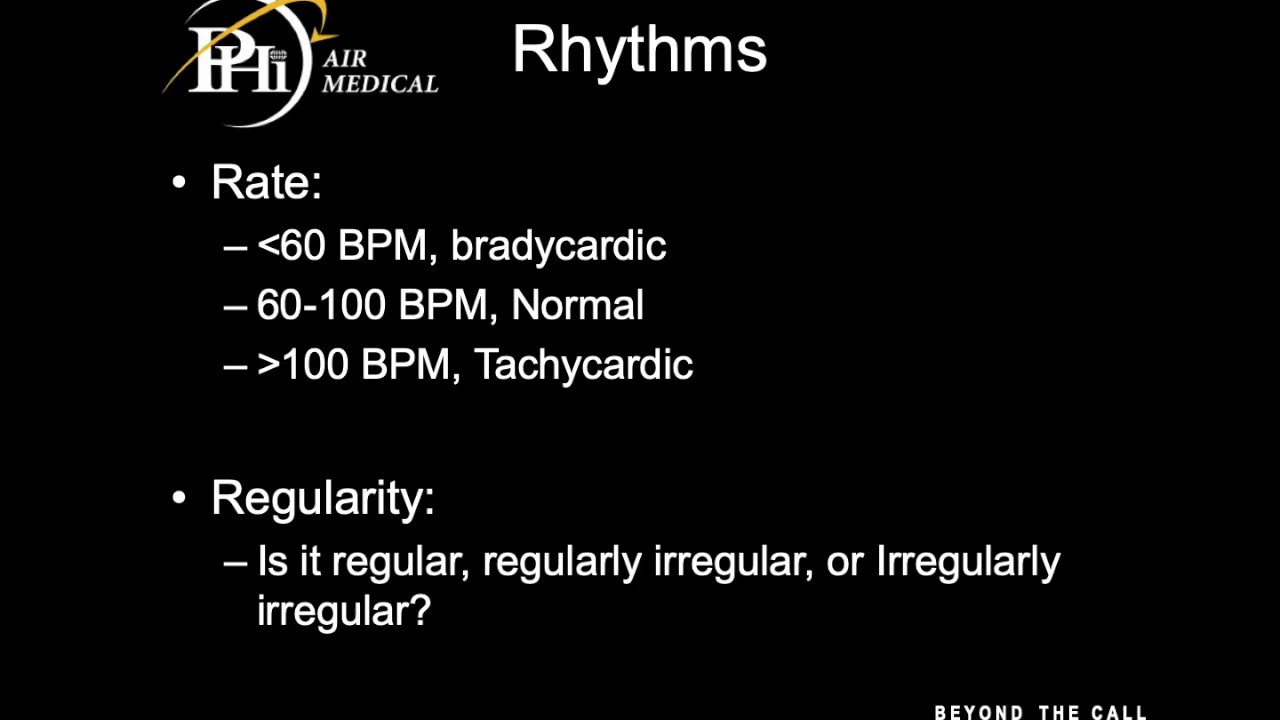 PHi AIR
MEDICAL
Rhythms
• Rate:
– <60 BPM, bradycardic
– 60-100 BPM, Normal
– >100 BPM, Tachycardic
• Regularity:
– Is it regular, regularly irregular, or Irregularly
irregular?
BEYOND THE CALL